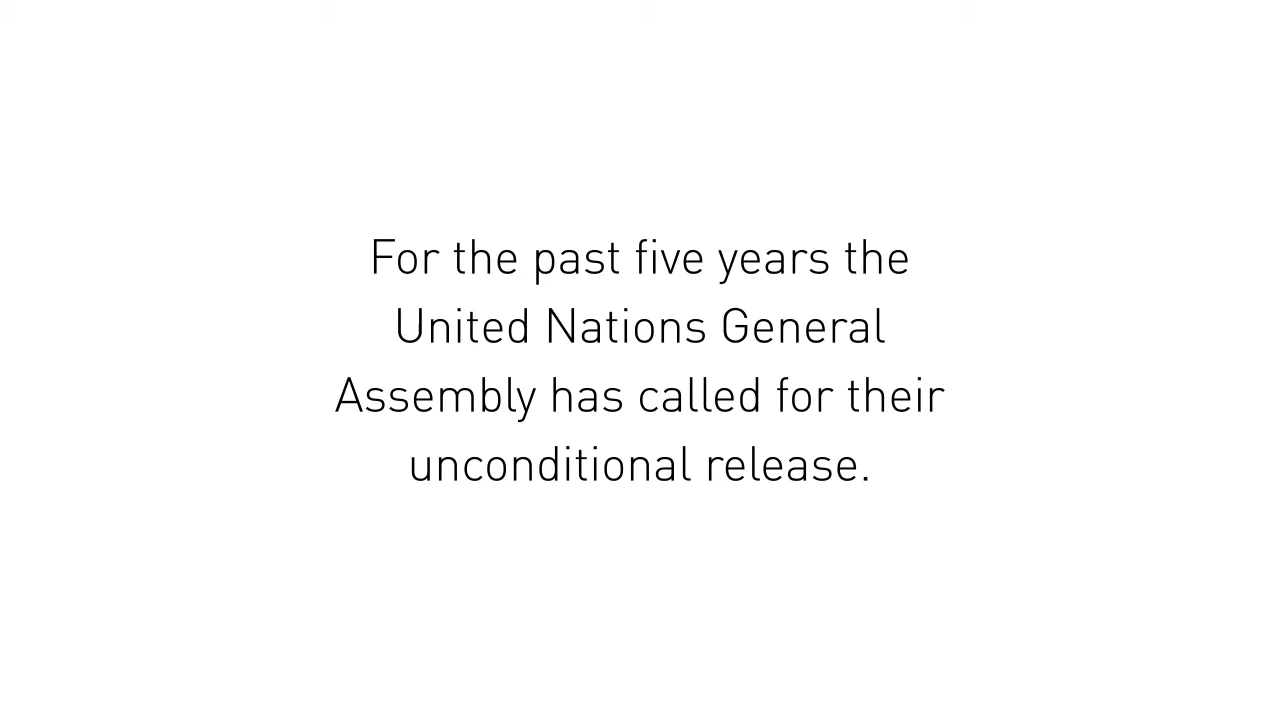 For the past five years the
United Nations General
Assembly has called for their
unconditional release.